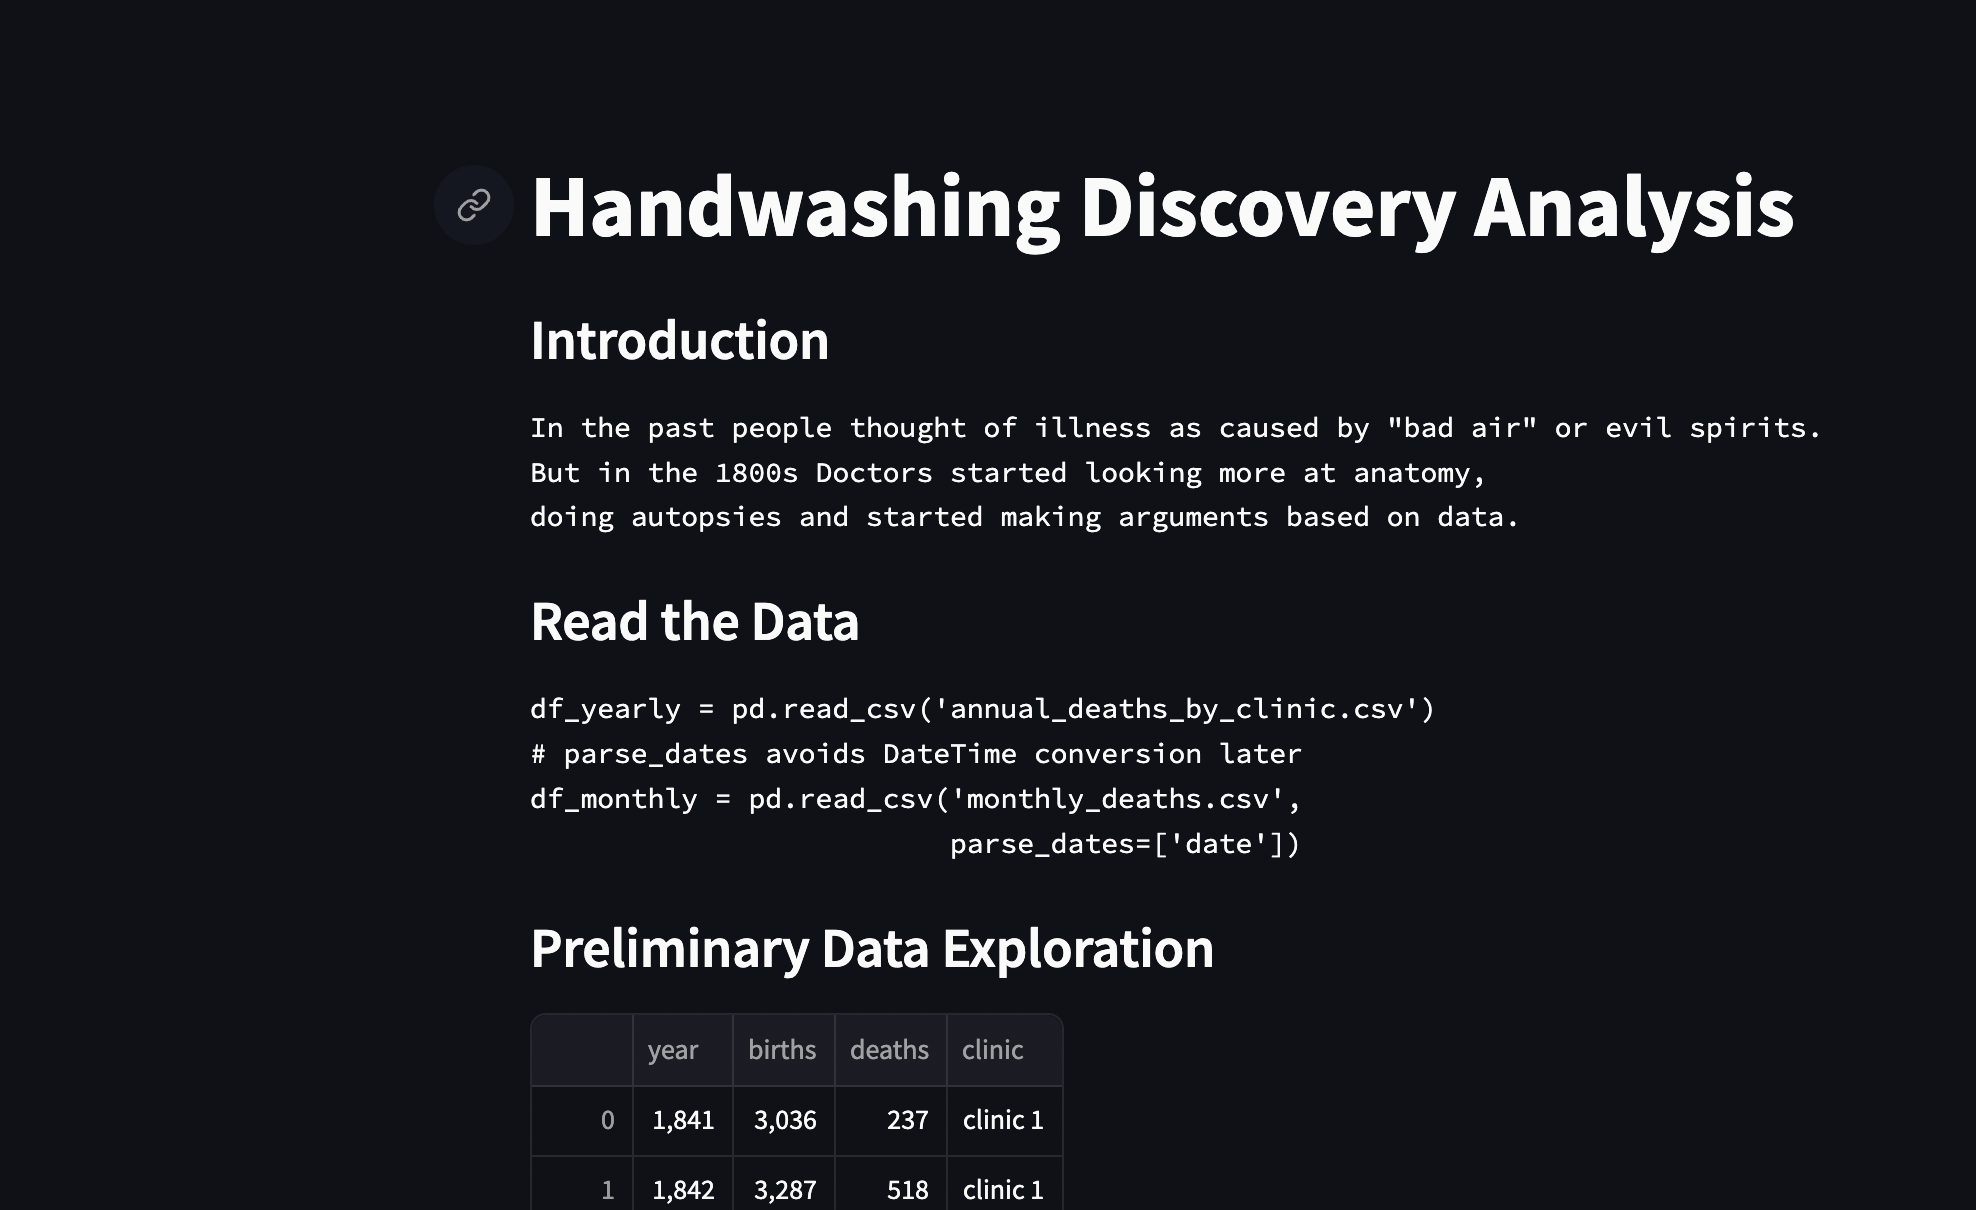 Handwashing Discovery Analysis
Introduction
In the past people thought of illness as caused by "bad air" or evil spirits.
But in the 1800s Doctors started looking more at anatomy,
doing autopsies and started making arguments based on data.
Read the Data
df_yearly = pd.read_csv('annual_deaths_by_clinic.csv')
# parse_dates avoids DateTime conversion later
df_monthly = pd.read_csv('monthly_deaths.csv',
                         parse_dates=['date'])
Preliminary Data Exploration
year births deaths clinic
0 1,841 3,036 237 clinic 1
1 1,842 3,287 518 clinic 1